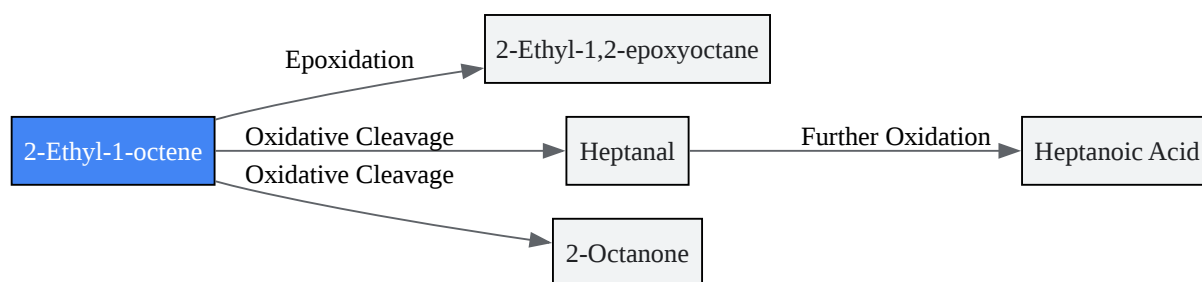 2-Ethyl-1,2-epoxyoctane
Epoxidation
2-Ethyl-1-octene
Oxidative Cleavage
Heptanal
Further Oxidation
Heptanoic Acid
Oxidative Cleavage
2-Octanone